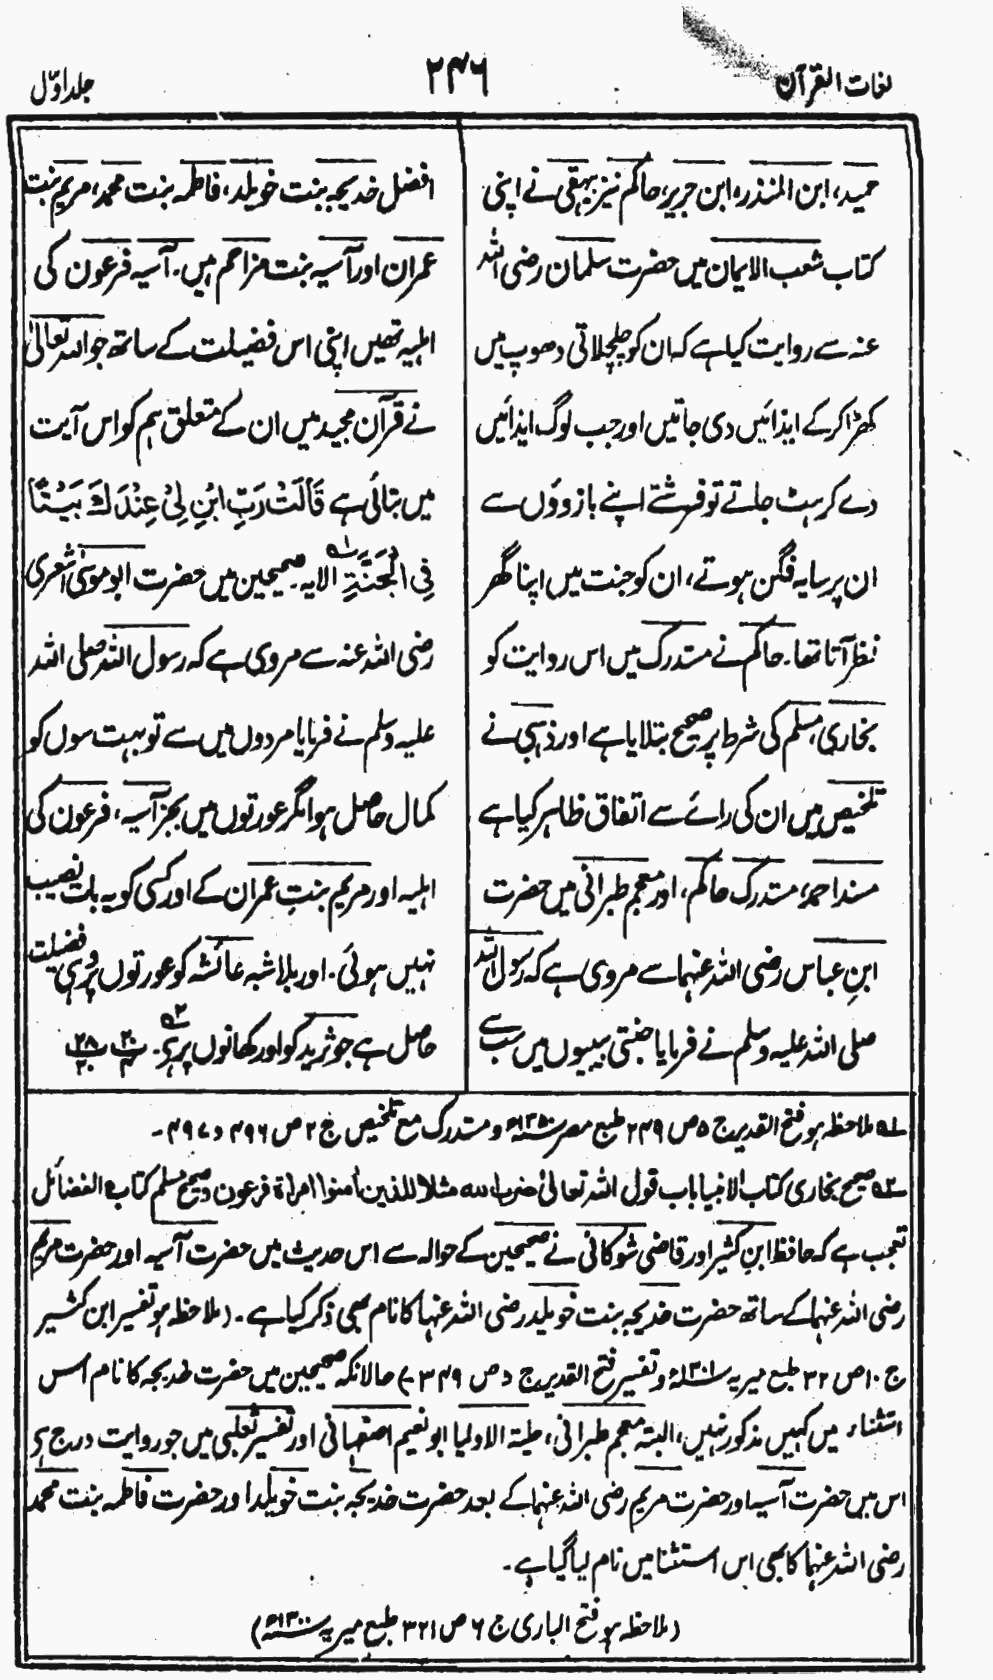 لغات القرآن
۲۴۶
جلد اوّل
حمید، ابن المنذر، ابن جریر، حاکم نیز بیہقی نے اپنی
کتاب شعب الایمان میں حضرت سلمان رضی اللہ
عنہ سے روایت کیا ہے کہ ان کو چلچلاتی دھوپ میں
کھڑا کرکے ایذائیں دی جاتیں اور جب لوگ ایذائیں
دے کر ہٹ جلتے تو فرشتے اپنے بازوؤں سے
ان پر سایہ فگن ہوتے، ان کو جنت میں اپنا گھر
نظر آتا تھا۔ حاکم نے مستدرک میں اس روایت کو
بخاری، مسلم کی شرط پر صحیح بتلایا ہے اور ذہبی نے
تلخیص میں ان کی رائے سے اتفاق ظاہر کیا ہے
مسند احمد، مستدرک حاکم، اور معجم طبرانی میں حضرت
ابنِ عباس رضی اللہ عنہما سے مروی ہے کہ رسول اللہ
صلی اللہ علیہ وسلم نے فرمایا جنتی بیبیوں میں سب سے
افضل خدیجہ بنت خویلد، فاطمہ بنت محمد، مریم بنت
عمران اور آسیہ بنت مزاحم ہیں۔ آسیہ فرعون کی
اہلیہ تھیں اپنی اس فضیلت کے ساتھ جو اللہ تعالیٰ
نے قرآن مجید میں ان کے متعلق ہم کو اس آیت
میں بتائی ہے قَالَتْ رَبِّ ابْنِ لِیْ عِنْدَكَ بَيْتًا
فِی الْجَنَّةِ الایہ۔ ۱؎ صحیحین میں حضرت ابوموسیٰ اشعری
رضی اللہ عنہ سے مروی ہے کہ رسول اللہ صلی اللہ
علیہ وسلم نے فرمایا مردوں میں سے تو بہت سوں کو
کمال حاصل ہوا مگر عورتوں میں بجز آسیہ، فرعون کی
اہلیہ اور مریم بنتِ عمران کے اور کسی کو یہ بات نصیب
نہیں ہوئی۔ اور بلاشبہ عائشہ کو عورتوں پر وہی فضیلت
حاصل ہے جو ثرید کو اور کھانوں پر ہے۔ ۲؎ پ۲۰ ۴ پ۲۸ ۲۰
۱؎ ملاحظہ ہو فتح القدیر ج ۵ ص ۲۴۹ طبع مصر ۱۳۵۰ھ و مستدرک مع تلخیص ج ۲ ص ۴۹۶ و ۴۹۷۔
۲؎ صحیح بخاری کتاب الانبیا باب قول اللہ تعالیٰ ضرب الله مثلا للذین اٰمنوا امراة فرعون و صحیح مسلم کتاب الفضائل
تعجب ہے کہ حافظ ابنِ کثیر اور قاضی شوکانی نے صحیحین کے حوالہ سے اس حدیث میں حضرت آسیہ اور حضرت مریم
رضی اللہ عنہما کے ساتھ حضرت خدیجہ بنت خویلد رضی اللہ عنہا کا نام بھی ذکر کیا ہے۔ (ملاحظہ ہو تفسیر ابن کثیر
ج ۱۰ ص ۳۲ طبع میریہ ۱۳۰۱ھ و تفسیر فتح القدیر ج ۵ ص ۳۴۹۔) حالانکہ صحیحین میں حضرت خدیجہ کا نام اس
استثناء میں کہیں مذکور نہیں، البتہ معجم طبرانی، حلیۃ الاولیا ابو نعیم اصفہانی اور تفسیر ثعلبی میں جو روایت درج ہے
اس میں حضرت آسیہ اور حضرت مریم رضی اللہ عنہما کے بعد حضرت خدیجہ بنت خویلد اور حضرت فاطمہ بنت محمد
رضی اللہ عنہما کا بھی اس استثنا میں نام لیا گیا ہے۔
(ملاحظہ ہو فتح الباری ج ۶ ص ۳۲۱ طبع میریہ ۱۳۰۰ھ)